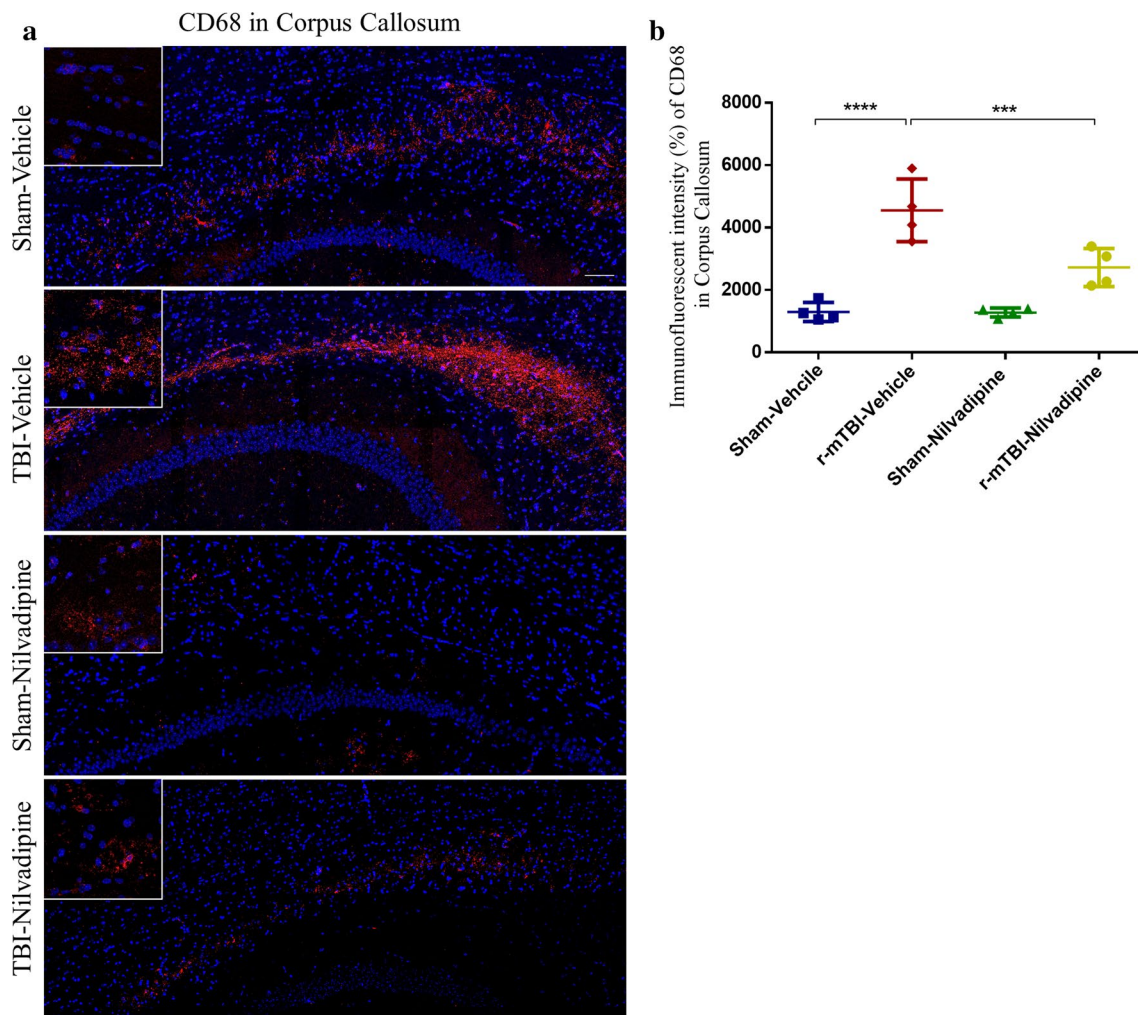 a
CD68 in Corpus Callosum
Sham-Vehicle
TBI-Vehicle
Sham-Nilvadipine
TBI-Nilvadipine
b
Immunofluorescent intensity (%) of CD68
in Corpus Callosum
8000
6000
4000
2000
0
****
***
Sham-Vehcile
r-mTBI-Vehicle
Sham-Nilvadipine
r-mTBI-Nilvadipine